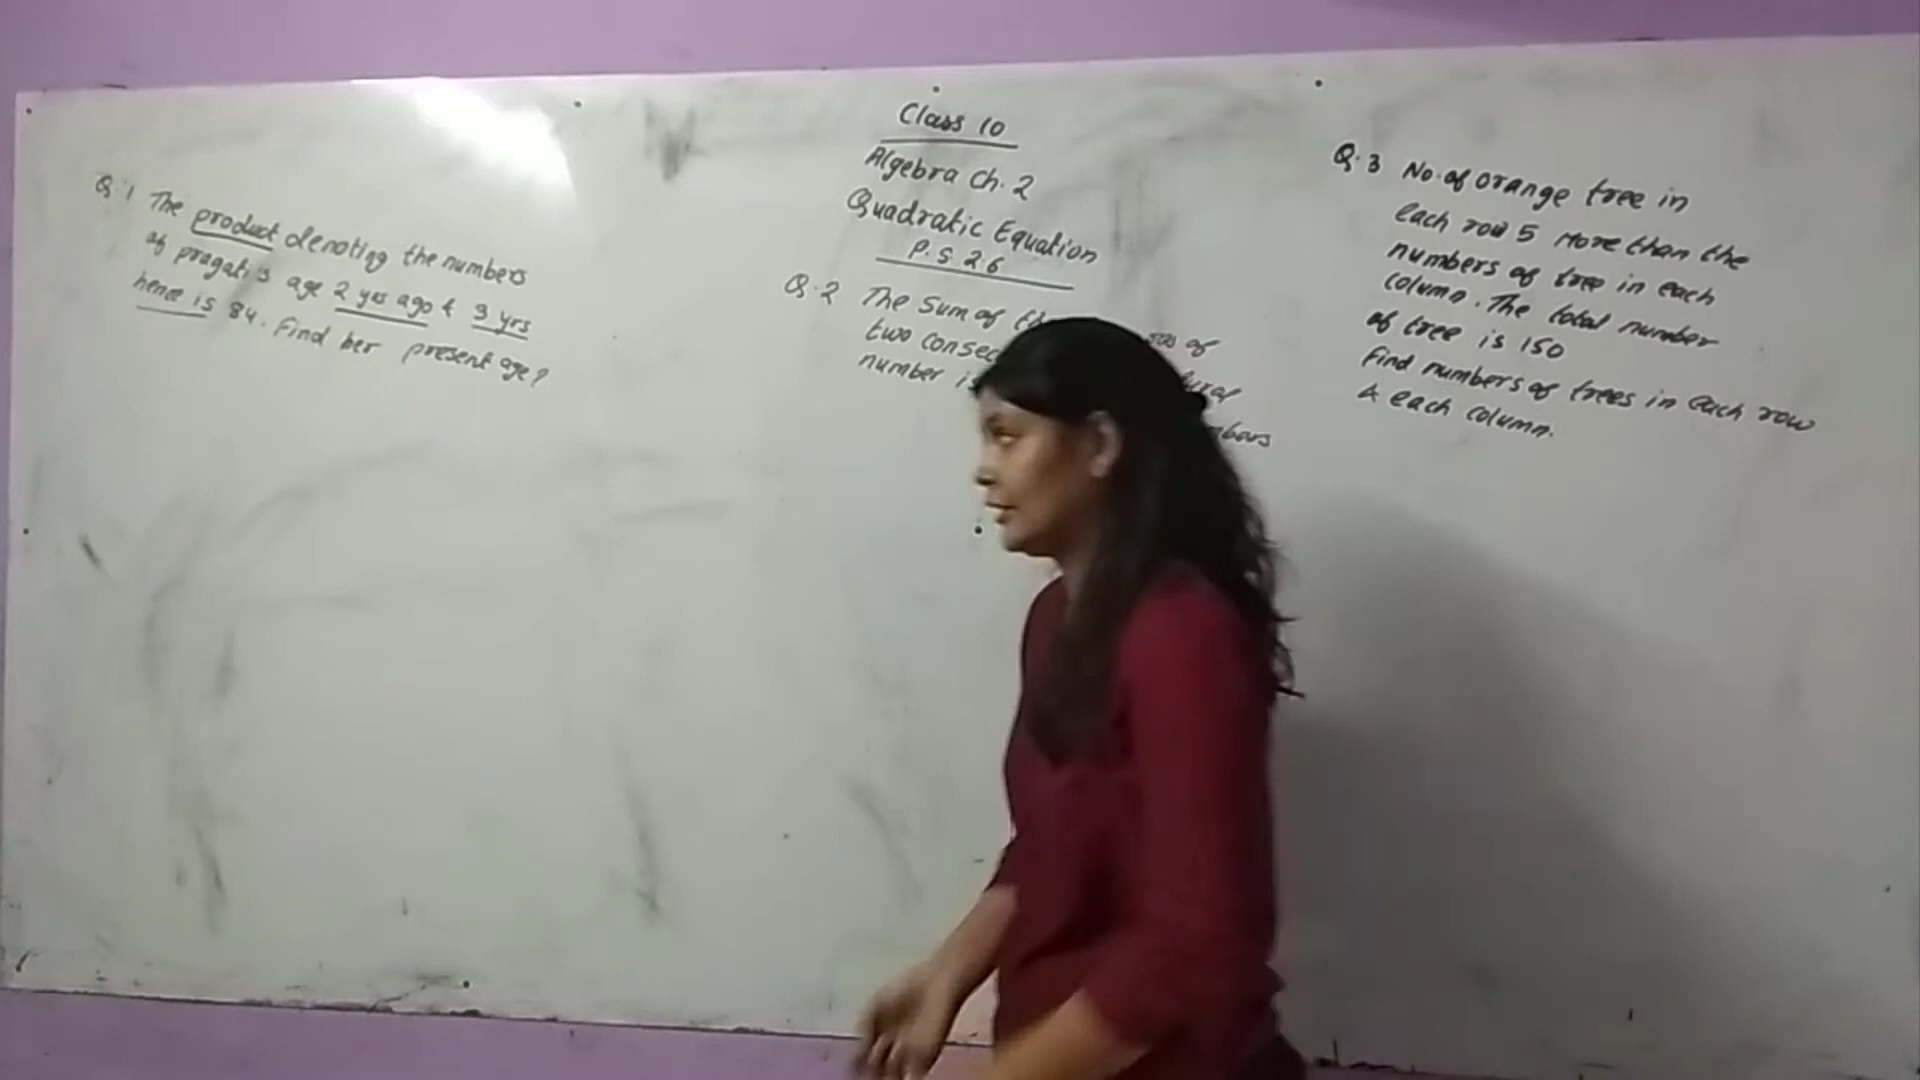 Class 10
Algebra Ch. 2
Quadratic Equation
P. S 2.6
Q.1 The product denoting the numbers
of pragati's age 2 yrs ago & 3 yrs
hence is 84. Find her present age?
Q.2 The Sum of of
two
number
Q.3 No. of orange tree in
each row 5 More than the
numbers of tree in each
column. The total number
of tree is 150
Find numbers of trees in each row
& each column.